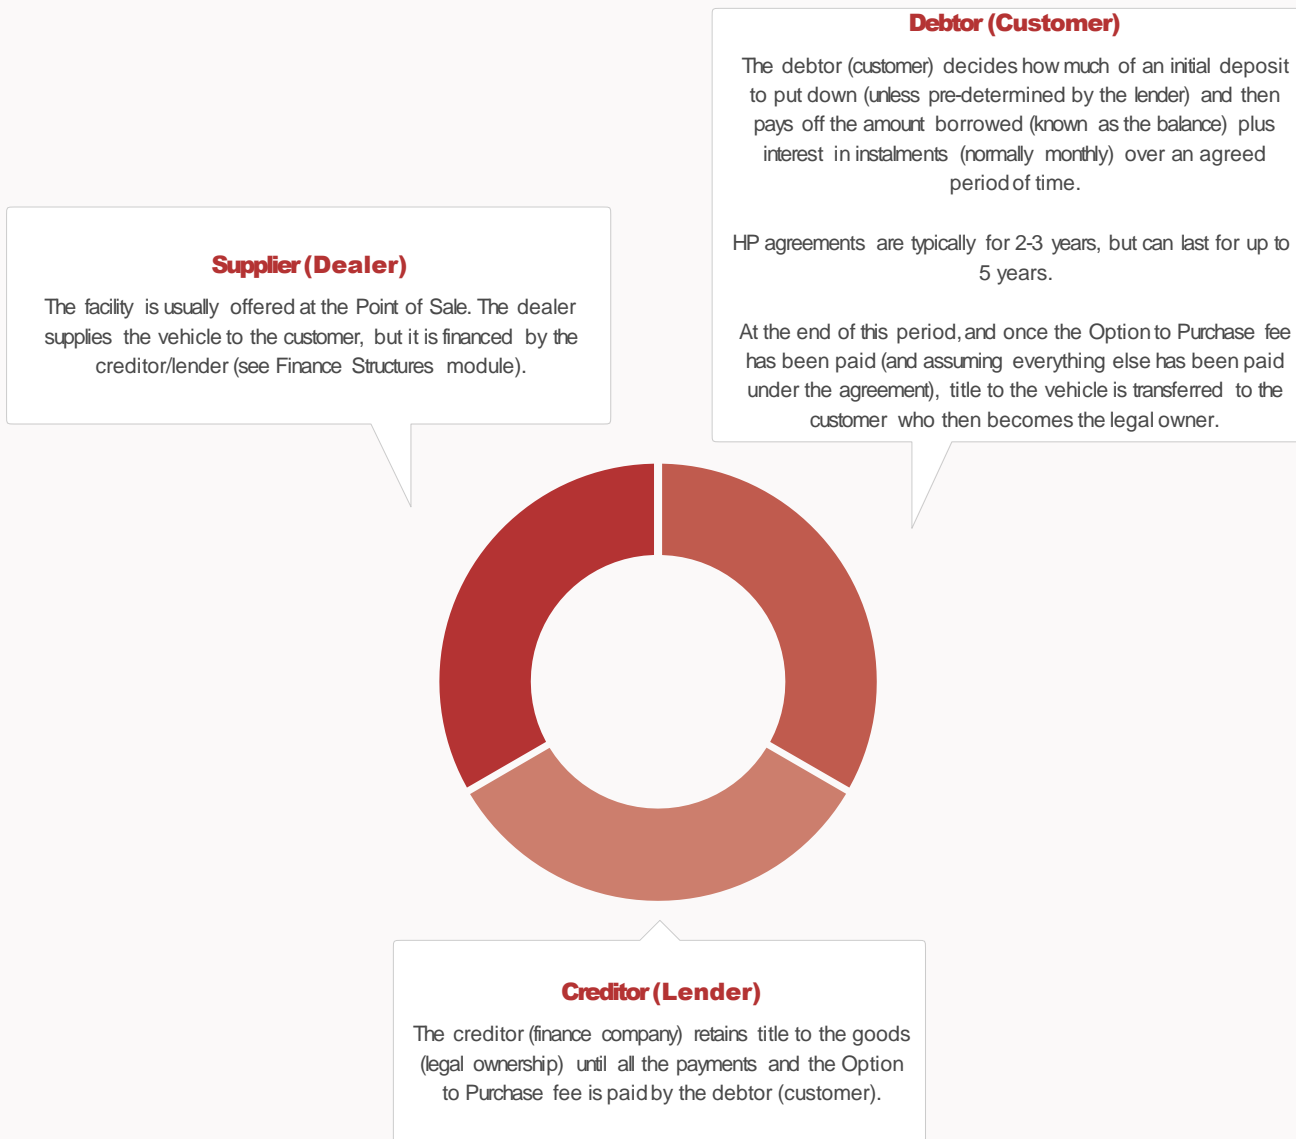 Debtor (Customer)
The debtor (customer) decides how much of an initial deposit
to put down (unless pre-determined by the lender) and then
pays off the amount borrowed (known as the balance) plus
interest in instalments (normally monthly) over an agreed
period of time.
HP agreements are typically for 2-3 years, but can last for up to
5 years.
At the end of this period, and once the Option to Purchase fee
has been paid (and assuming everything else has been paid
under the agreement), title to the vehicle is transferred to the
customer who then becomes the legal owner.
Supplier (Dealer)
The facility is usually offered at the Point of Sale. The dealer
supplies the vehicle to the customer, but it is financed by the
creditor/lender (see Finance Structures module).
Creditor (Lender)
The creditor (finance company) retains title to the goods
(legal ownership) until all the payments and the Option
to Purchase fee is paid by the debtor (customer).